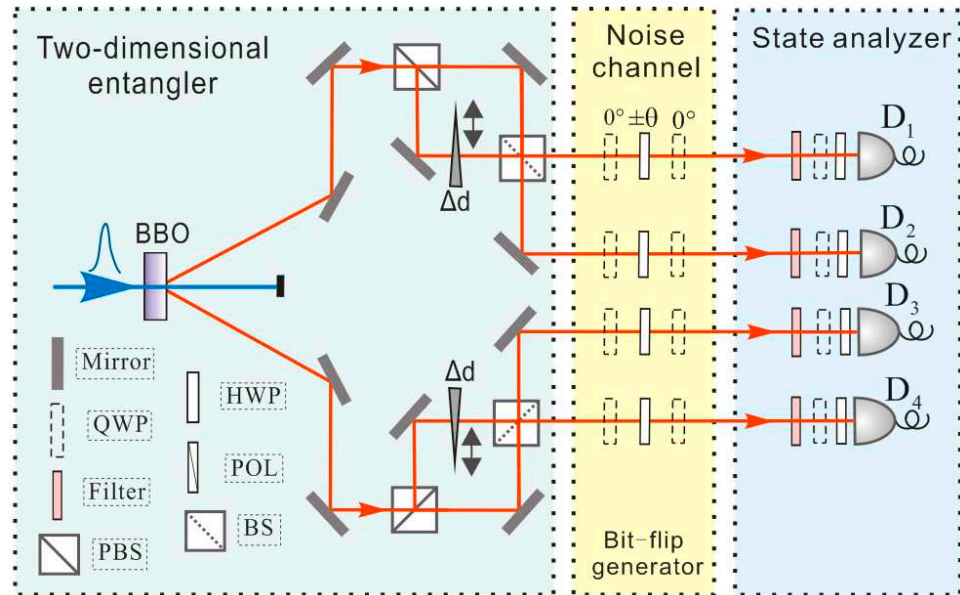 Two-dimensional
entangler
Noise
channel
State analyzer
0° ±θ 0°
D1
Δd
D2
BBO
D3
Δd
D4
Mirror
HWP
QWP
POL
Filter
BS
PBS
Bit-flip
generator